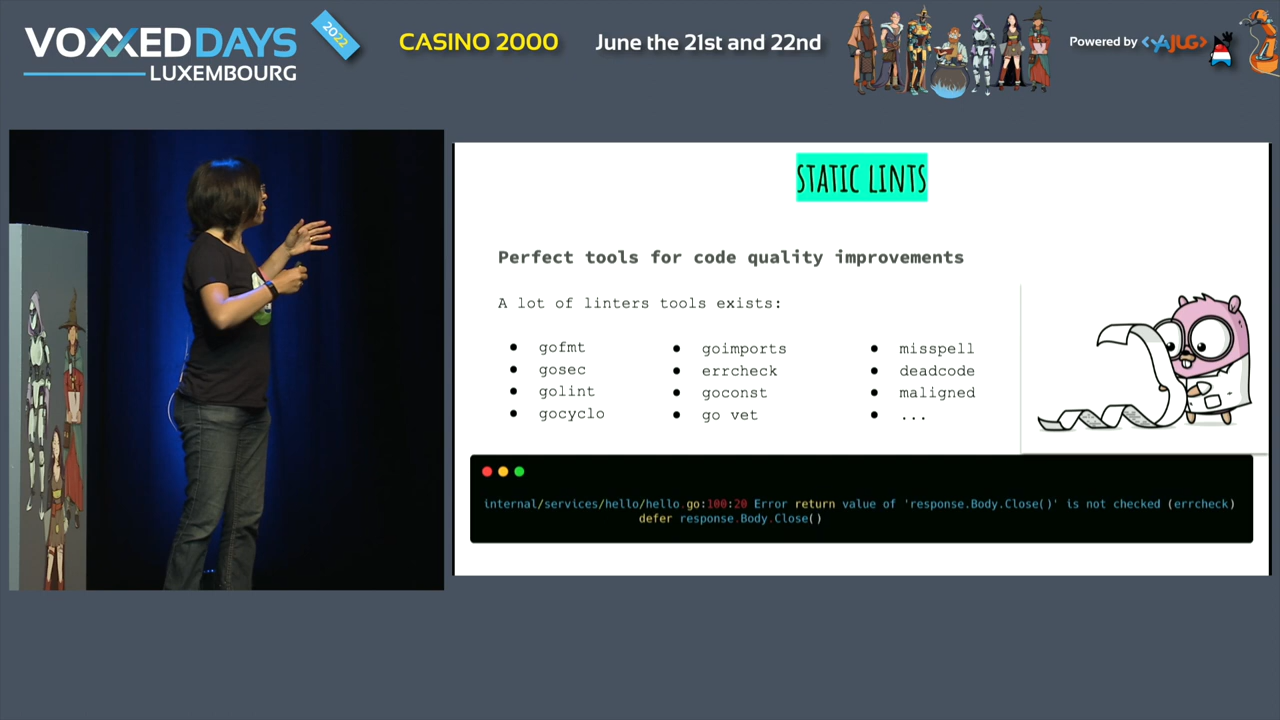 VOXXED DAYS
LUXEMBOURG
2022
CASINO 2000
June the 21st and 22nd
Powered by <YAJUG>
STATIC LINTS
Perfect tools for code quality improvements
A lot of linters tools exists:
● gofmt
● gosec
● golint
● gocyclo
● goimports
● errcheck
● goconst
● go vet
● misspell
● deadcode
● maligned
● ...
internal/services/hello/hello.go:100:20 Error return value of 'response.Body.Close()' is not checked (errcheck)
defer response.Body.Close()